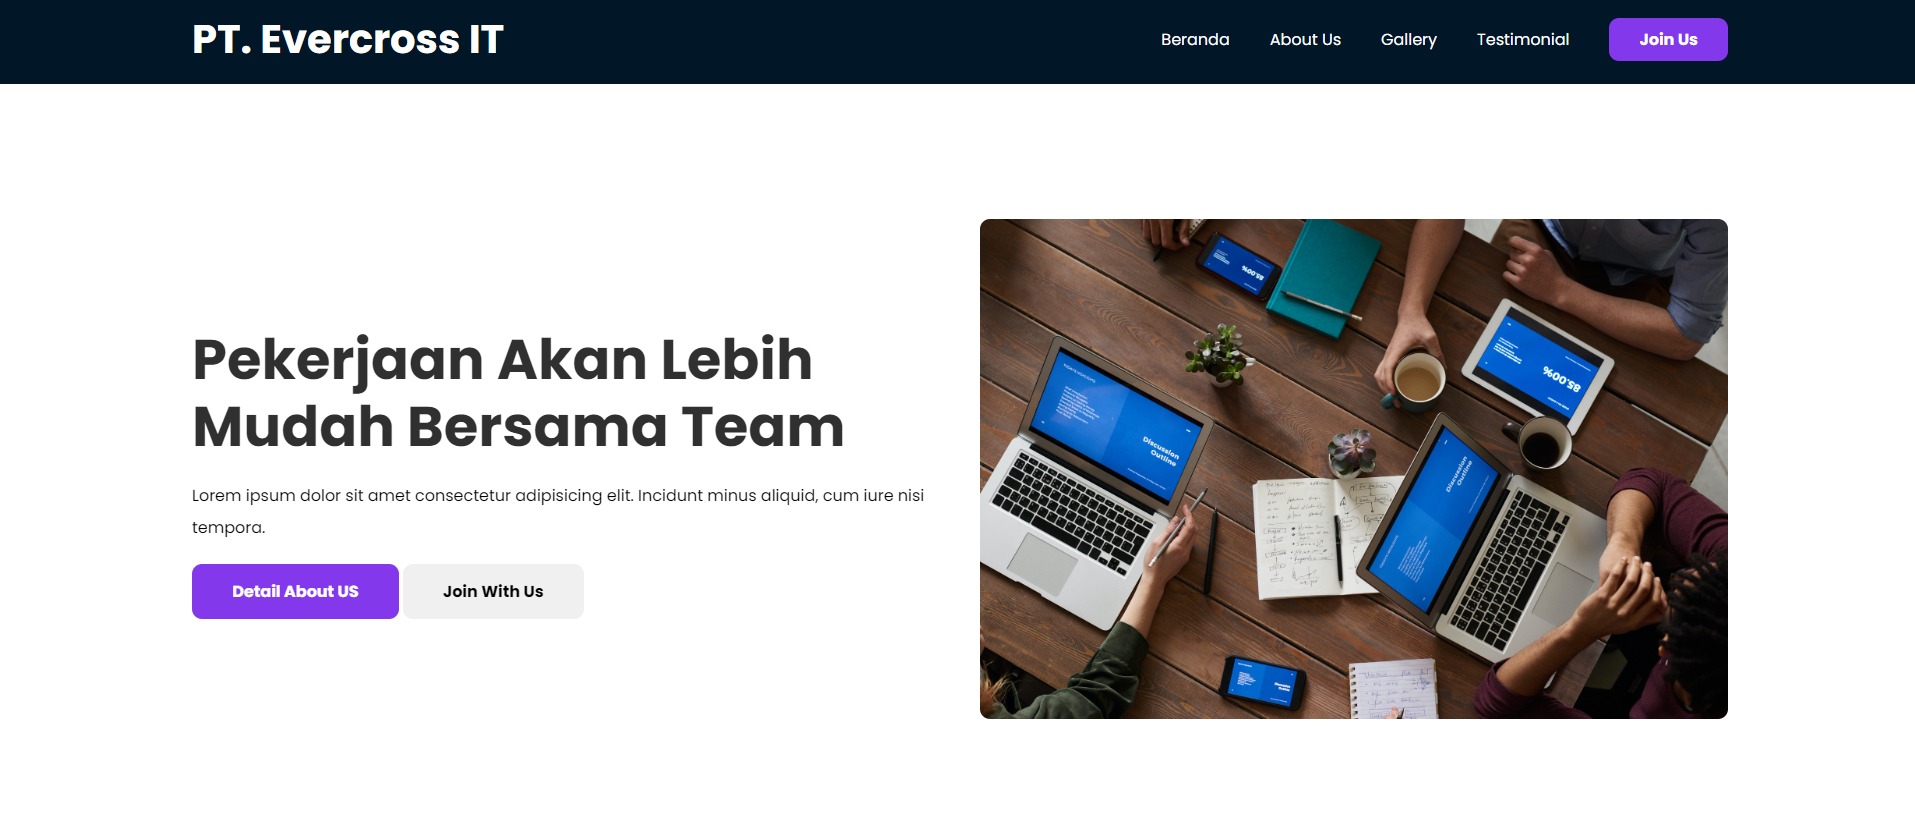 PT. Evercross IT
Beranda
About Us
Gallery
Testimonial
Join Us
Pekerjaan Akan Lebih
Mudah Bersama Team
Lorem ipsum dolor sit amet consectetur adipisicing elit. Incidunt minus aliquid, cum iure nisi
tempora.
Detail About US
Join With Us
85.00%
85.00%
Discussion
Outline
Discussion
Outline
Discussion
Outline